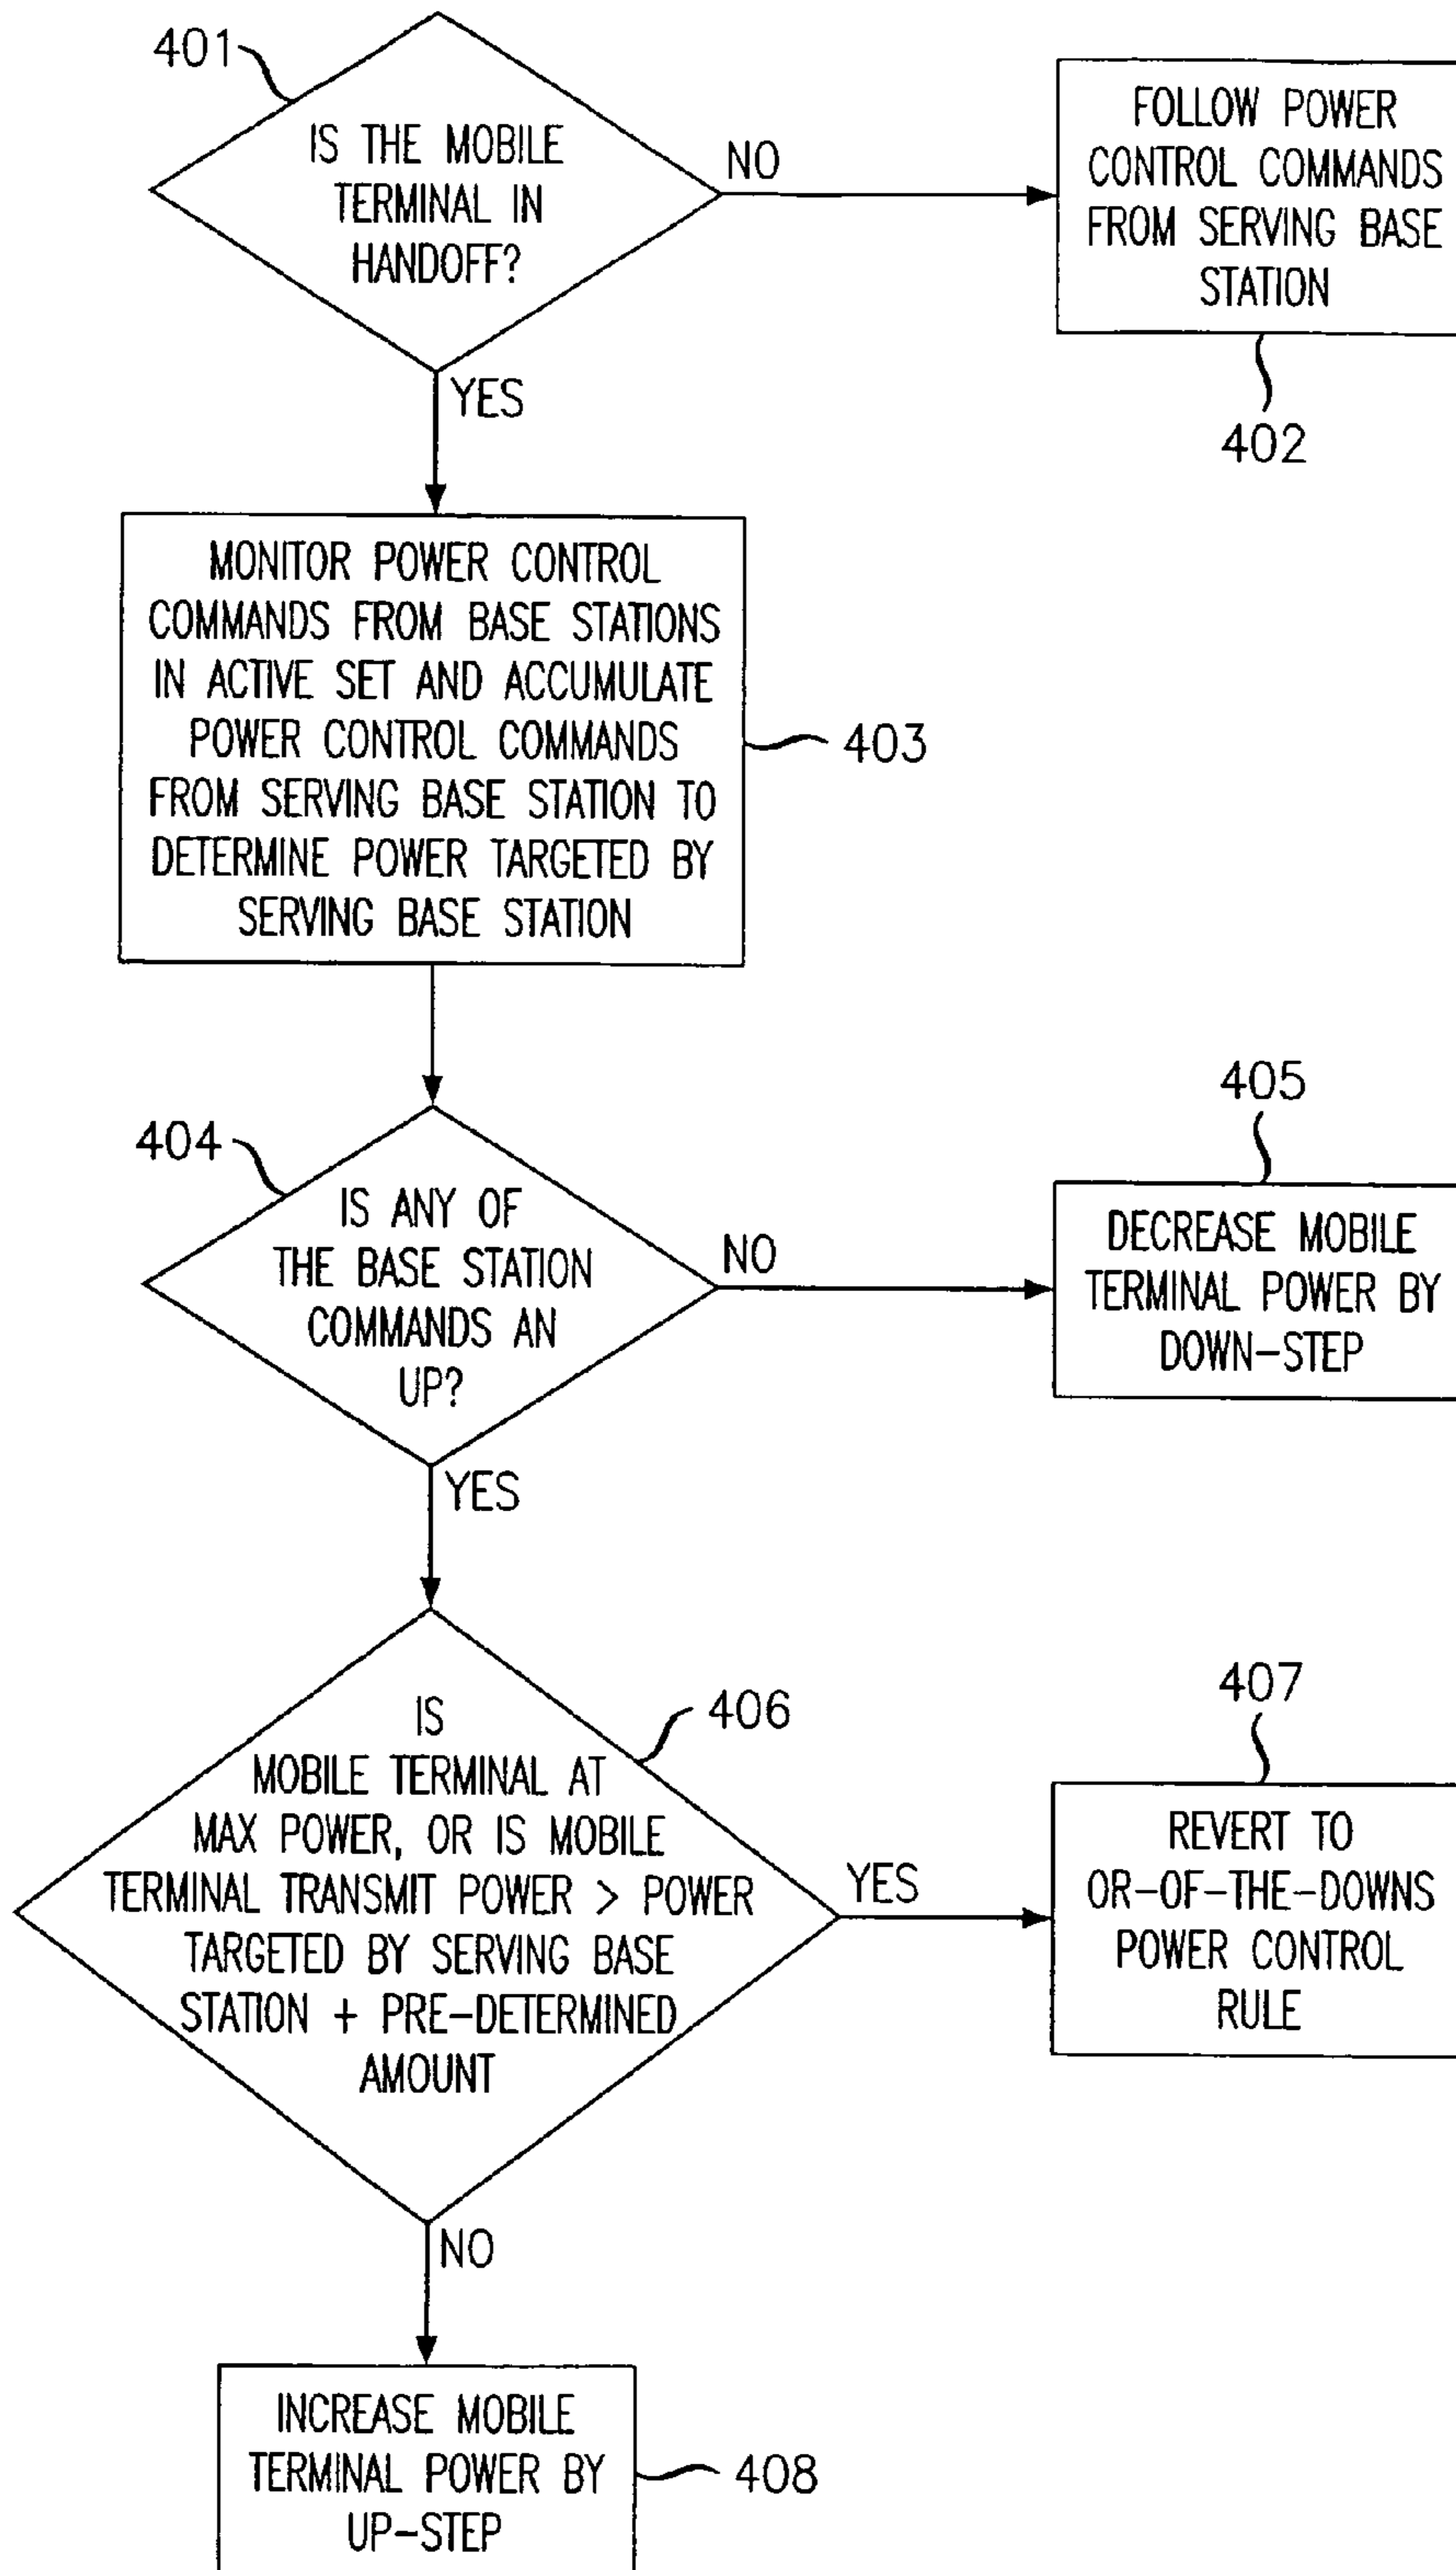 401
IS THE MOBILE
TERMINAL IN
HANDOFF?
NO
FOLLOW POWER
CONTROL COMMANDS
FROM SERVING BASE
STATION
402
YES
MONITOR POWER CONTROL
COMMANDS FROM BASE STATIONS
IN ACTIVE SET AND ACCUMULATE
POWER CONTROL COMMANDS
FROM SERVING BASE STATION TO
DETERMINE POWER TARGETED BY
SERVING BASE STATION
403
404
IS ANY OF
THE BASE STATION
COMMANDS AN
UP?
NO
405
DECREASE MOBILE
TERMINAL POWER BY
DOWN-STEP
YES
406
IS
MOBILE TERMINAL AT
MAX POWER, OR IS MOBILE
TERMINAL TRANSMIT POWER > POWER
TARGETED BY SERVING BASE
STATION + PRE-DETERMINED
AMOUNT
YES
407
REVERT TO
OR-OF-THE-DOWNS
POWER CONTROL
RULE
NO
INCREASE MOBILE
TERMINAL POWER BY
UP-STEP
408